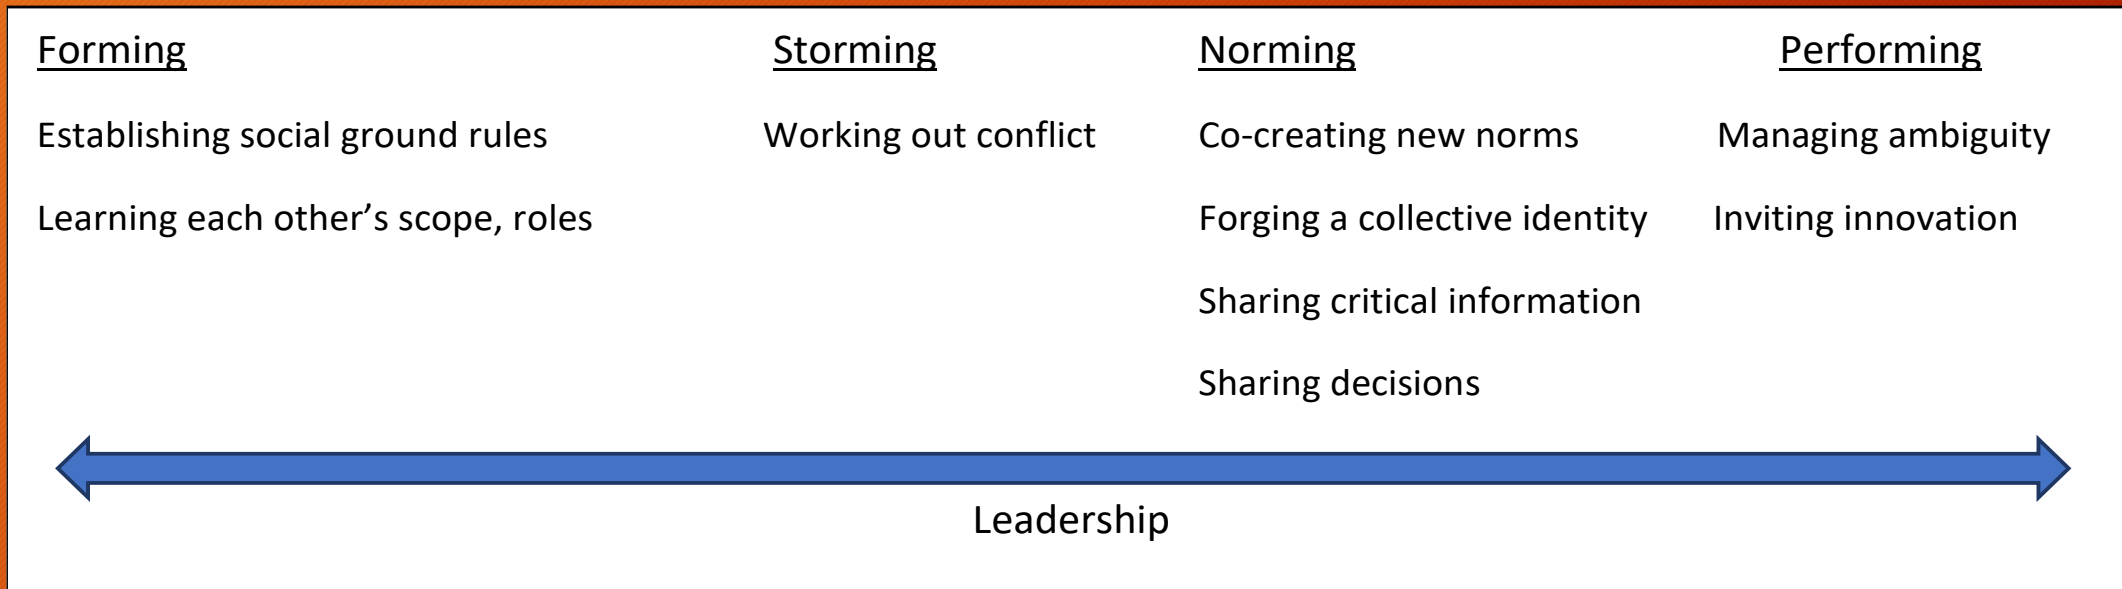 Forming
Establishing social ground rules
Learning each other’s scope, roles
Storming
Working out conflict
Norming
Co-creating new norms
Forging a collective identity
Sharing critical information
Sharing decisions
Performing
Managing ambiguity
Inviting innovation
Leadership